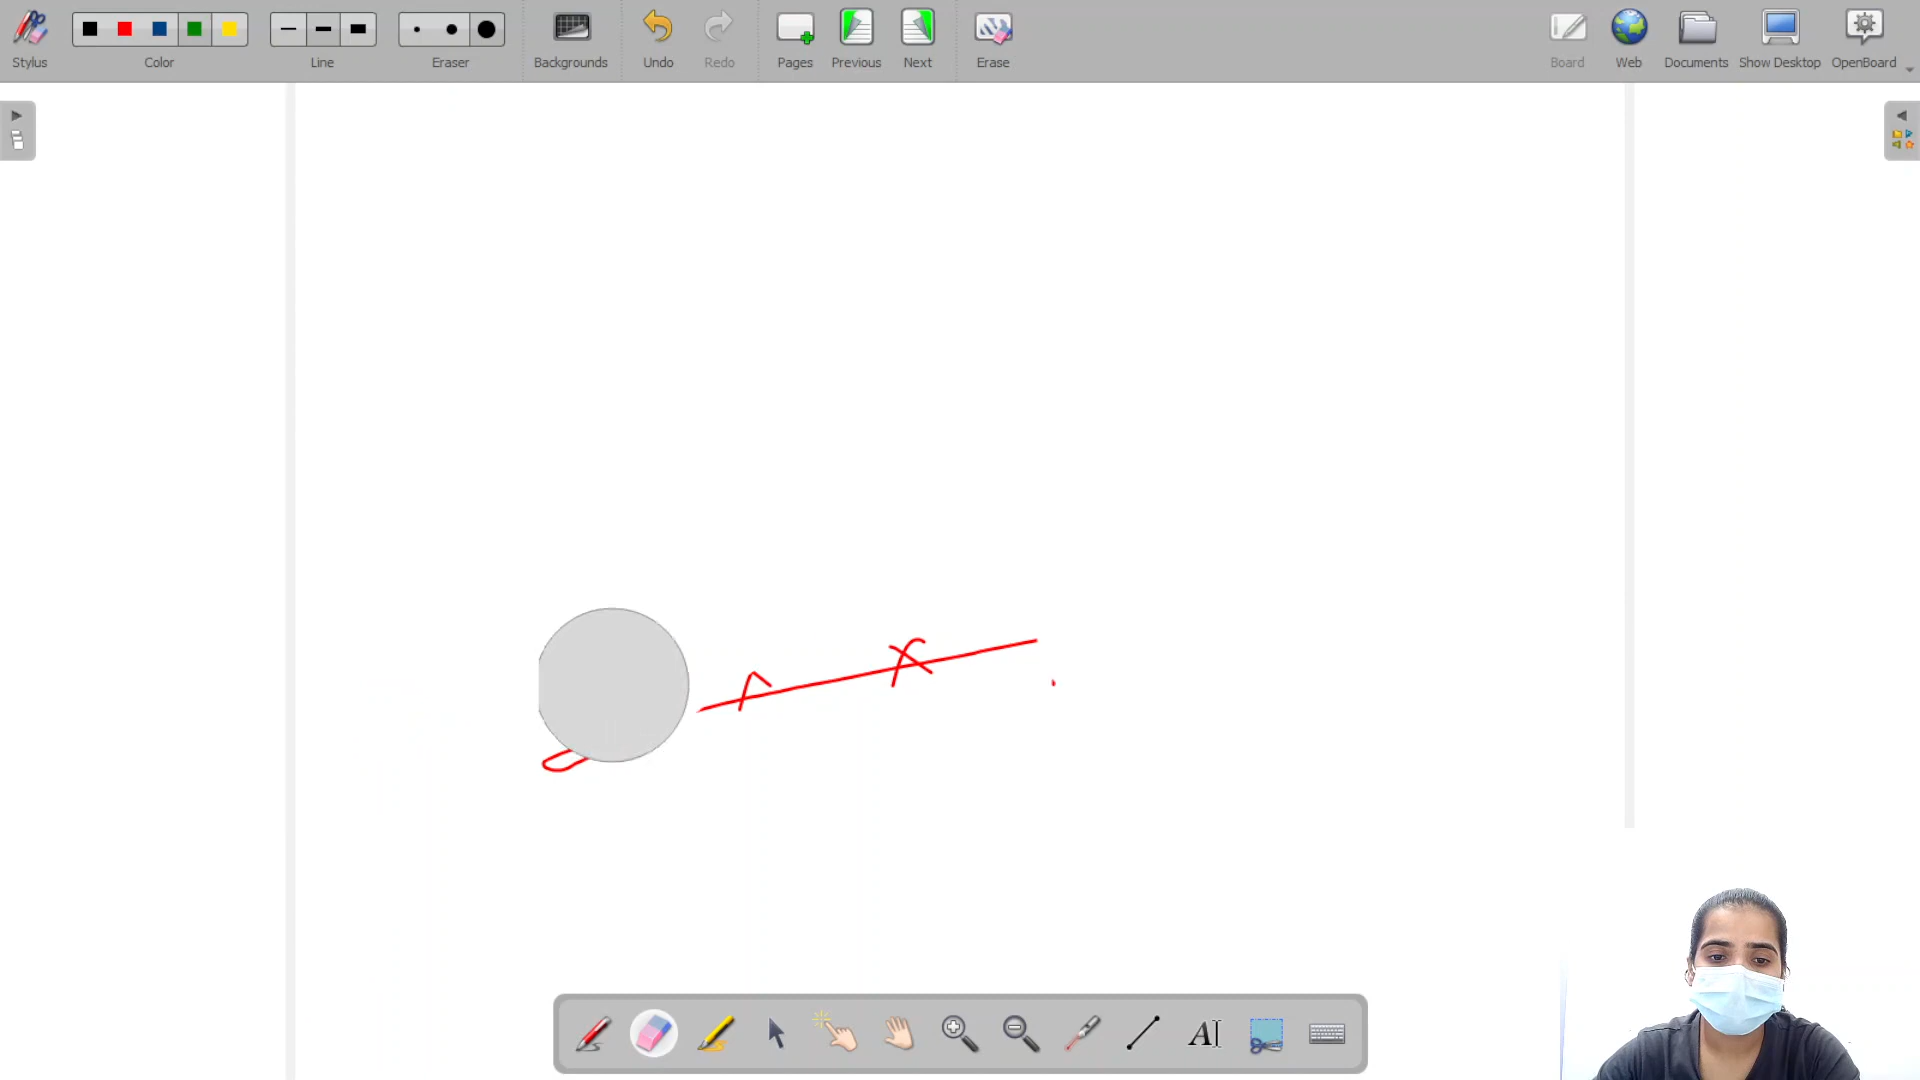 Stylus
Color
Line
Eraser
Backgrounds
Undo
Redo
Pages
Previous
Next
Erase
Board
Web
Documents
Show Desktop
OpenBoard